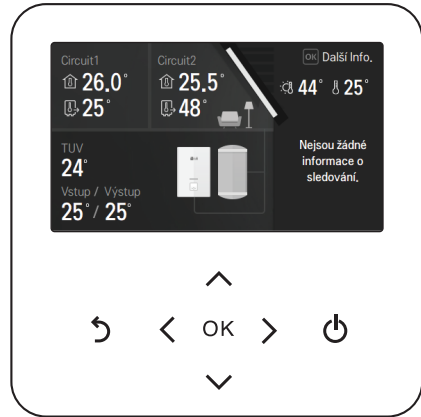 Circuit1
26.0°
25°
Circuit2
25.5°
48°
OK Další Info.
44° 25°
TUV
24°
Vstup / Výstup
25° / 25°
LG
Nejsou žádné
informace o
sledování.
OK